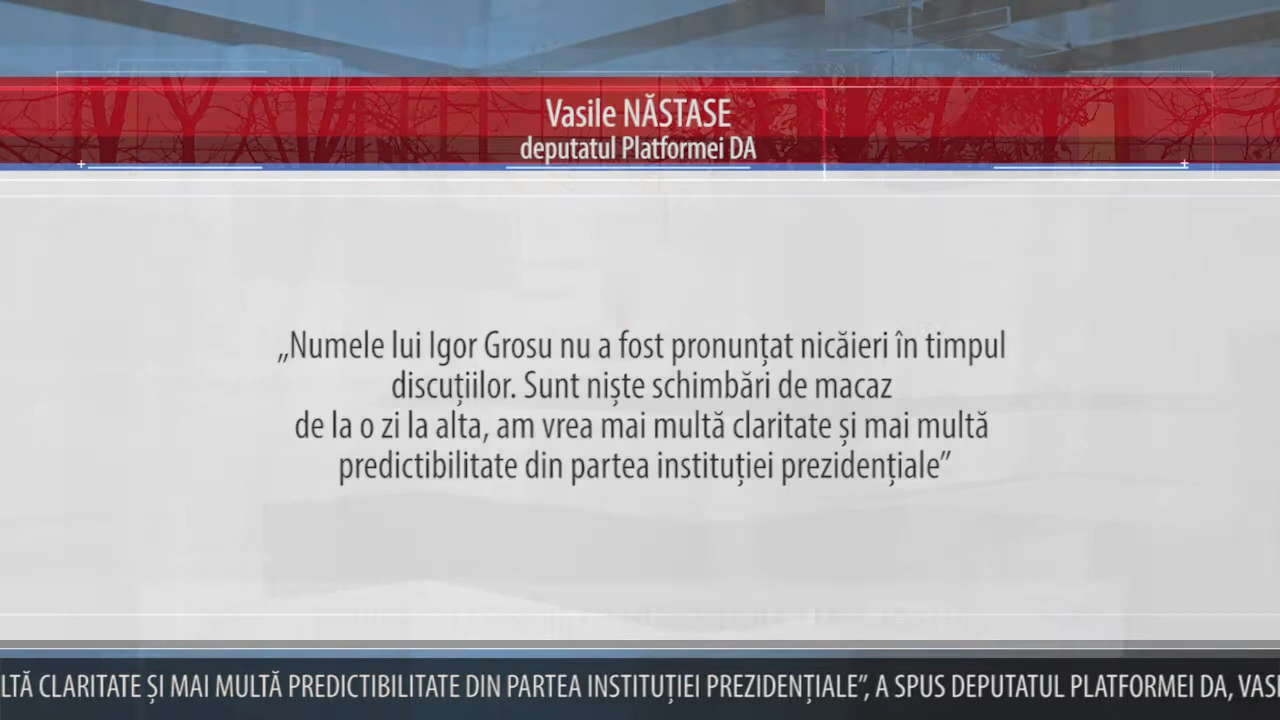 Vasile NĂSTASE
deputatul Platformei DA
„Numele lui Igor Grosu nu a fost pronunțat nicăieri în timpul
discuțiilor. Sunt niște schimbări de macaz
de la o zi la alta, am vrea mai multă claritate și mai multă
predictibilitate din partea instituției prezidențiale”
CLARITATE ȘI MAI MULTĂ PREDICTIBILITATE DIN PARTEA INSTITUȚIEI PREZIDENȚIALE”, A SPUS DEPUTATUL PLATFORMEI DA,